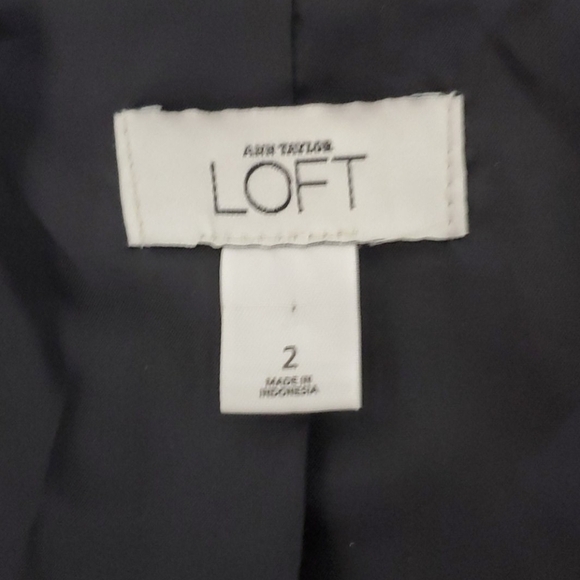 ANN TAYLOR
LOFT
2
MADE IN
INDONESIA